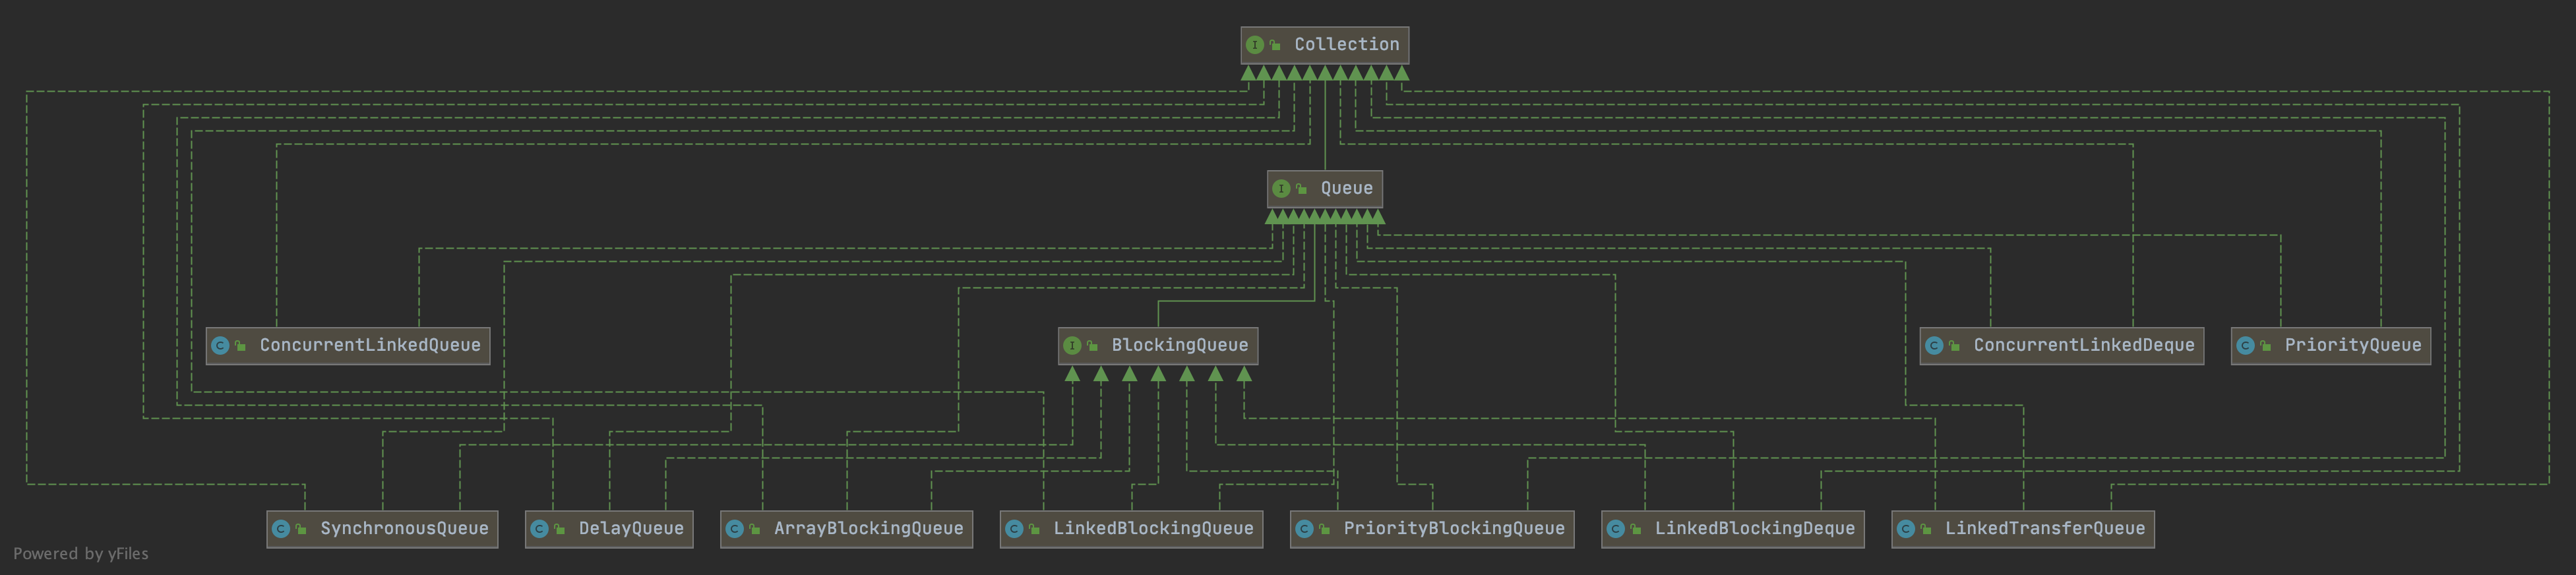 Collection
Queue
ConcurrentLinkedQueue
BlockingQueue
ConcurrentLinkedDeque
PriorityQueue
SynchronousQueue
DelayQueue
ArrayBlockingQueue
LinkedBlockingQueue
PriorityBlockingQueue
LinkedBlockingDeque
LinkedTransferQueue
Powered by yFiles